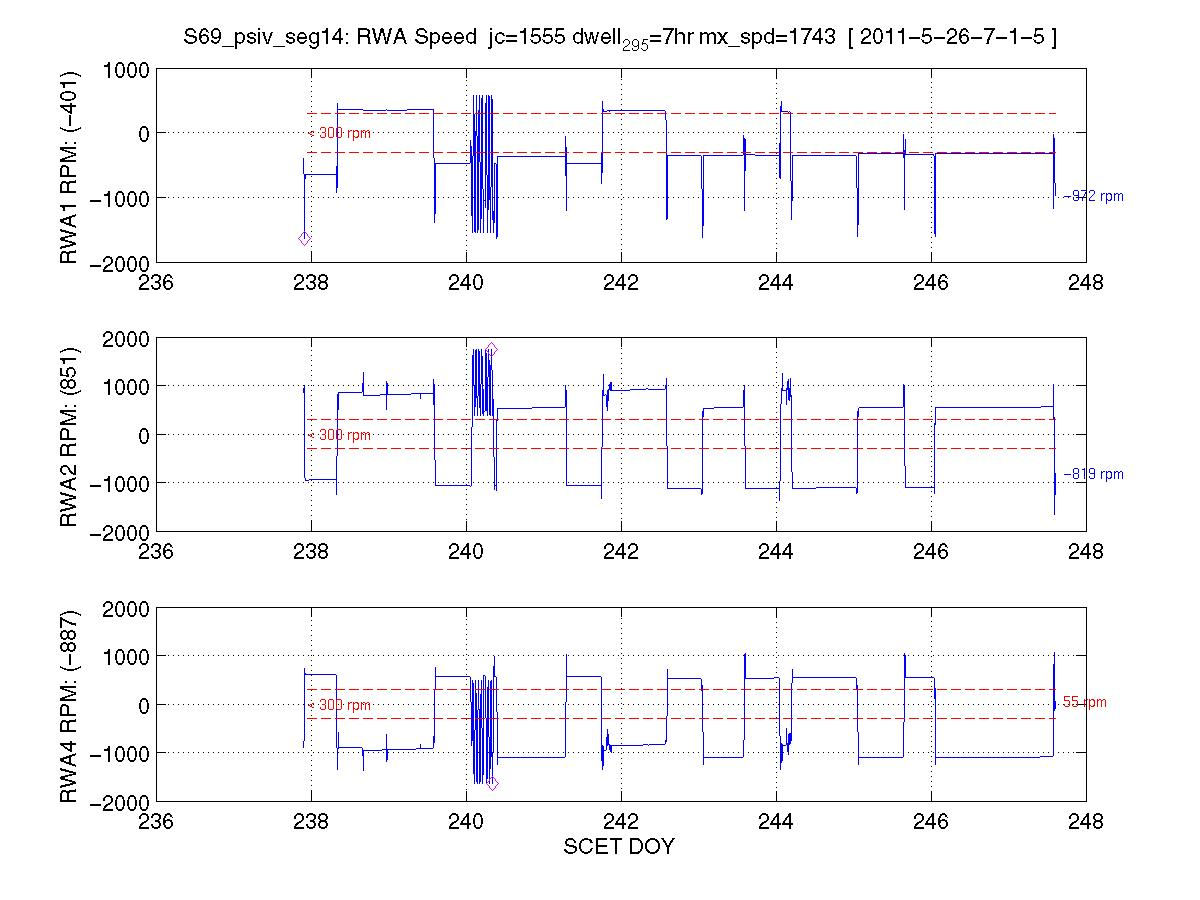 S69_psiv_seg14: RWA Speed jc=1555 dwell295=7hr mx_spd=1743 [ 2011−5−26−7−1−5 ]
RWA1 RPM: (−401)
1000
0
−1000
−2000
< 300 rpm
−972 rpm
236 238 240 242 244 246 248
RWA2 RPM: (851)
2000
1000
0
−1000
−2000
< 300 rpm
−819 rpm
236 238 240 242 244 246 248
RWA4 RPM: (−887)
2000
1000
0
−1000
−2000
< 300 rpm
55 rpm
236 238 240 242 244 246 248
SCET DOY